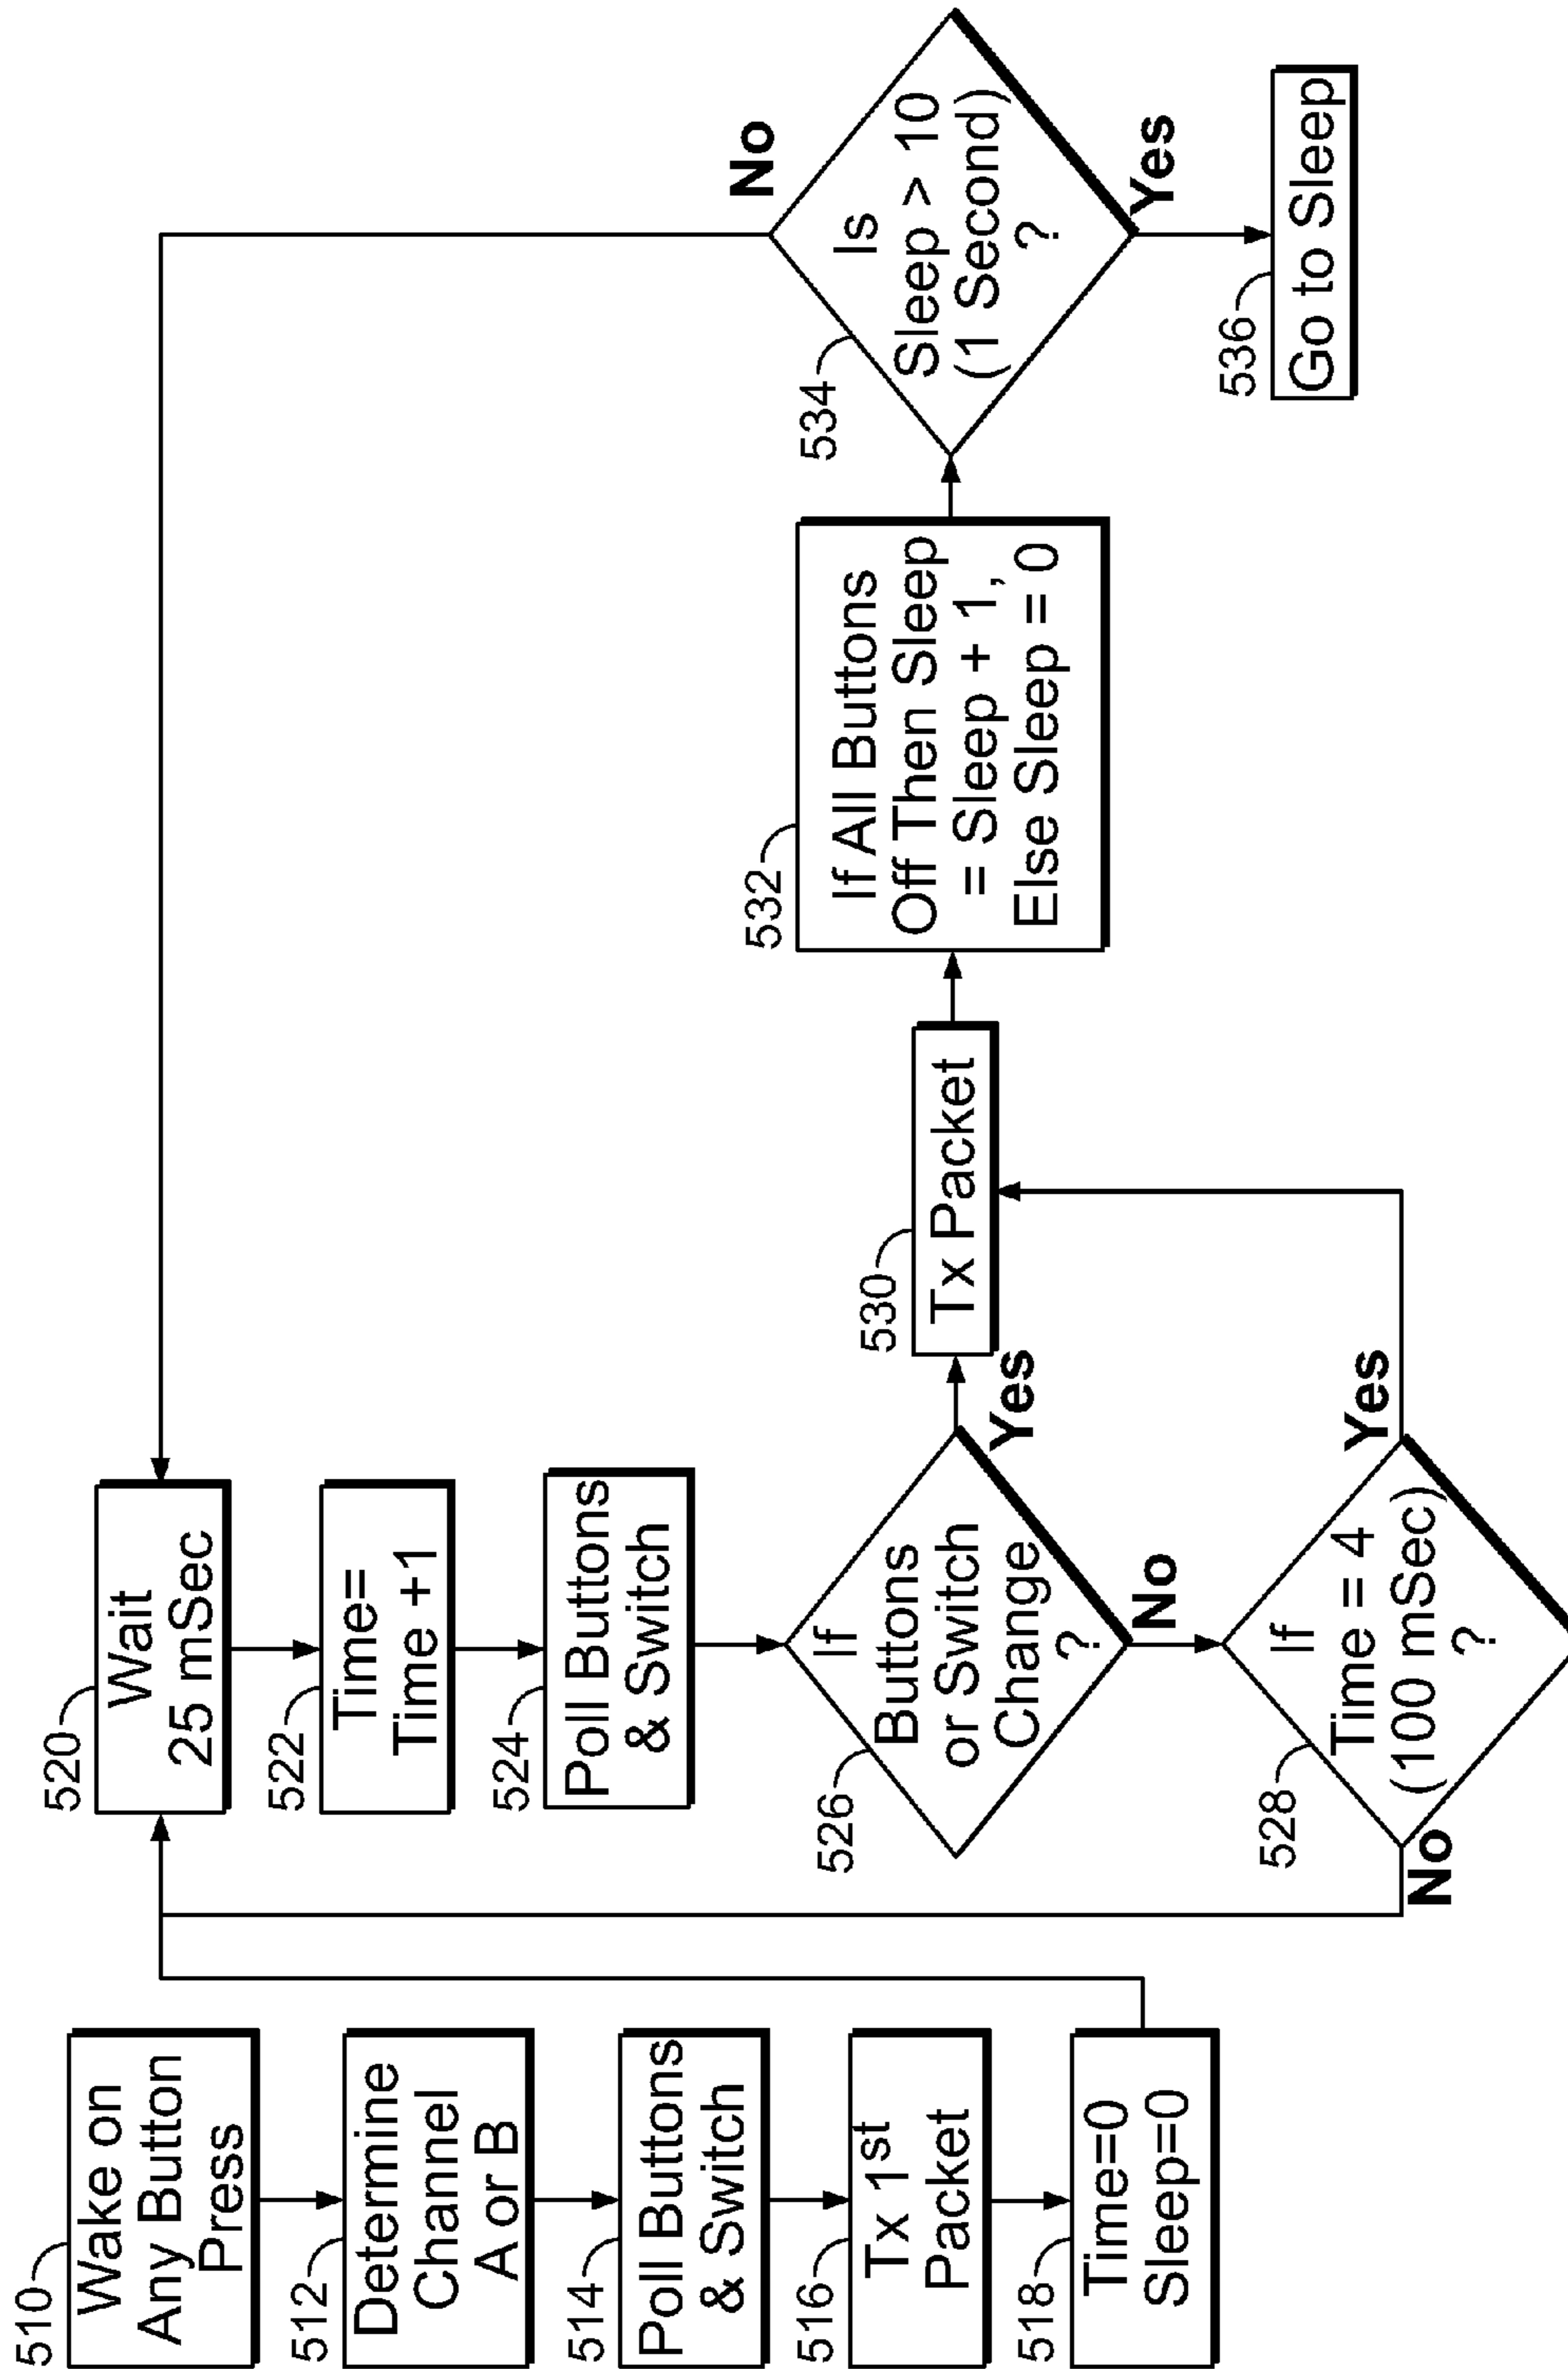 510
Wake on
Any Button
Press
512
Determine
Channel
A or B
514
Poll Buttons
& Switch
516
Tx 1st
Packet
518
Time=0
Sleep=0
520
Wait
25 mSec
522
Time=
Time +1
524
Poll Buttons
& Switch
526
If
Buttons
or Switch
Change
?
Yes
No
528
If
Time = 4
(100 mSec)
?
Yes
No
530
Tx Packet
532
If All Buttons
Off Then Sleep
= Sleep + 1,
Else Sleep = 0
534
Is
Sleep > 10
(1 Second)
?
No
Yes
536
Go to Sleep